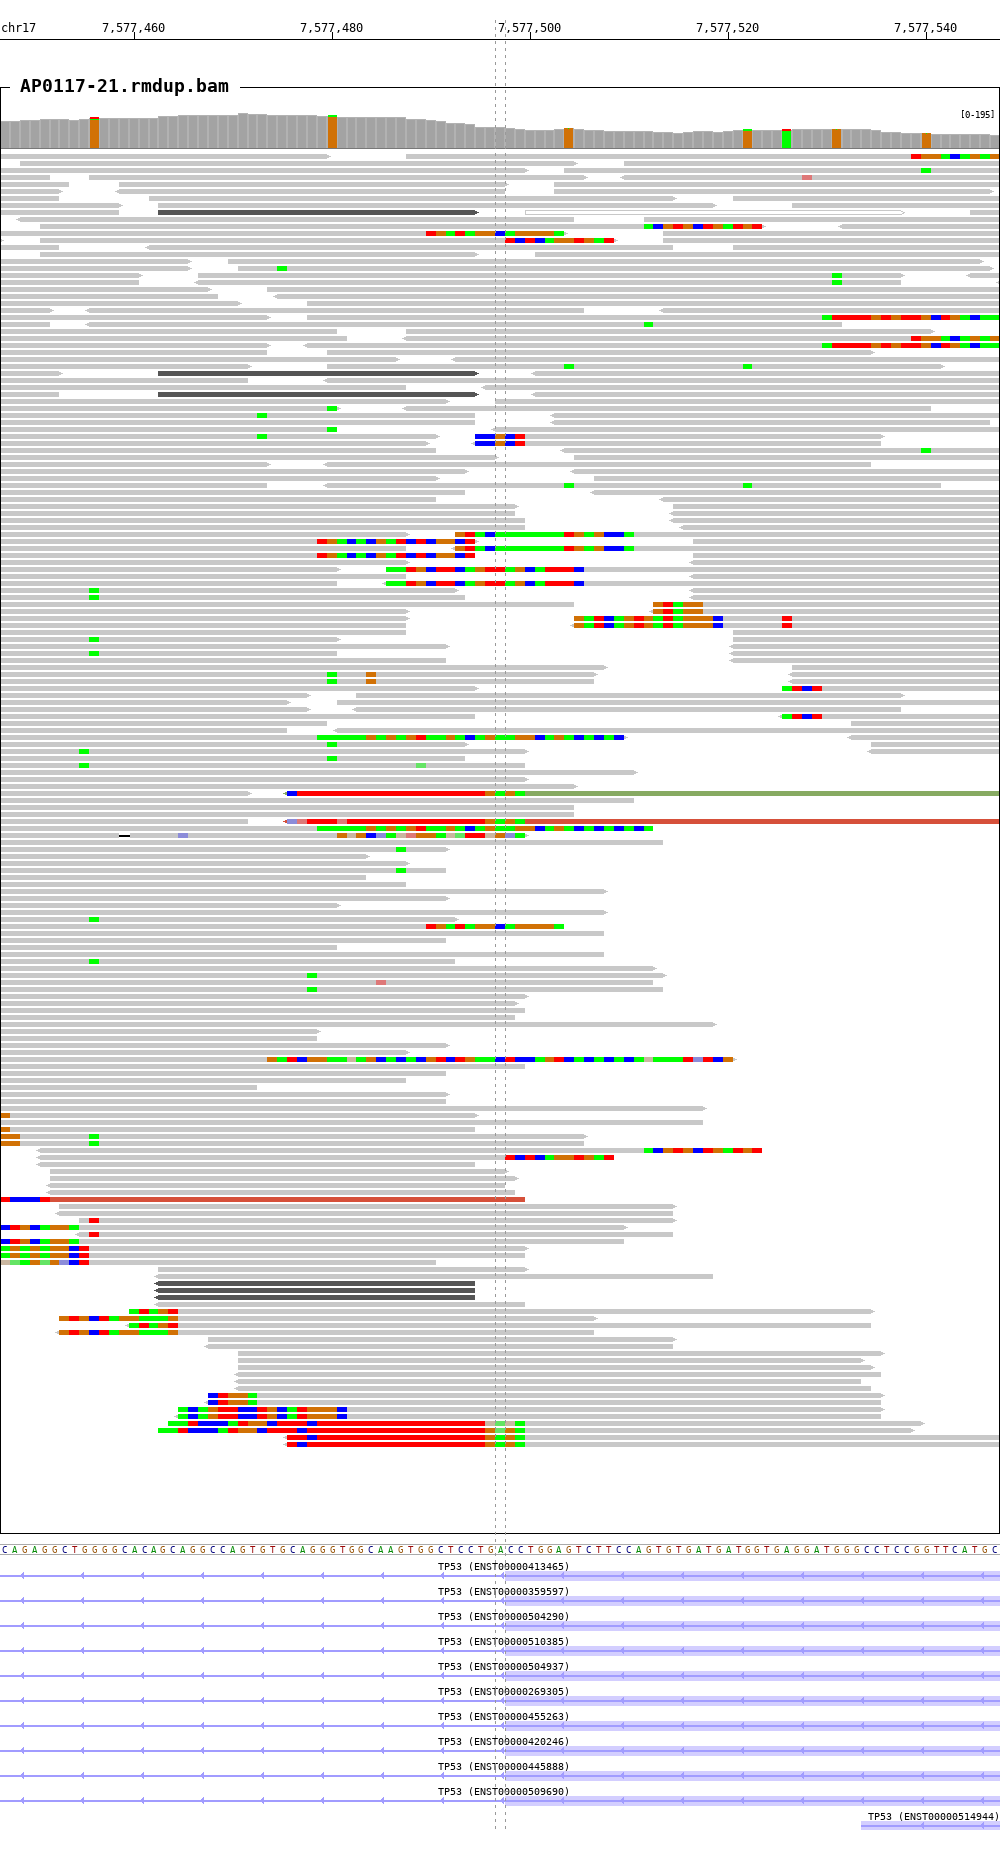 chr17 7,577,460 7,577,480 7,577,500 7,577,520 7,577,540
AP0117-21.rmdup.bam
[0-195]
CAGAGGCTGGGGCACAGCAGGCCAGTGTGCAGGGTGGCAAGTGGCTCCTGACCTGGAGTCTTCCAGTGTGATGATGGTGAGGATGGGCCTCCGGTTCATGC
TP53 (ENST00000413465)
TP53 (ENST00000359597)
TP53 (ENST00000504290)
TP53 (ENST00000510385)
TP53 (ENST00000504937)
TP53 (ENST00000269305)
TP53 (ENST00000455263)
TP53 (ENST00000420246)
TP53 (ENST00000445888)
TP53 (ENST00000509690)
TP53 (ENST00000514944)